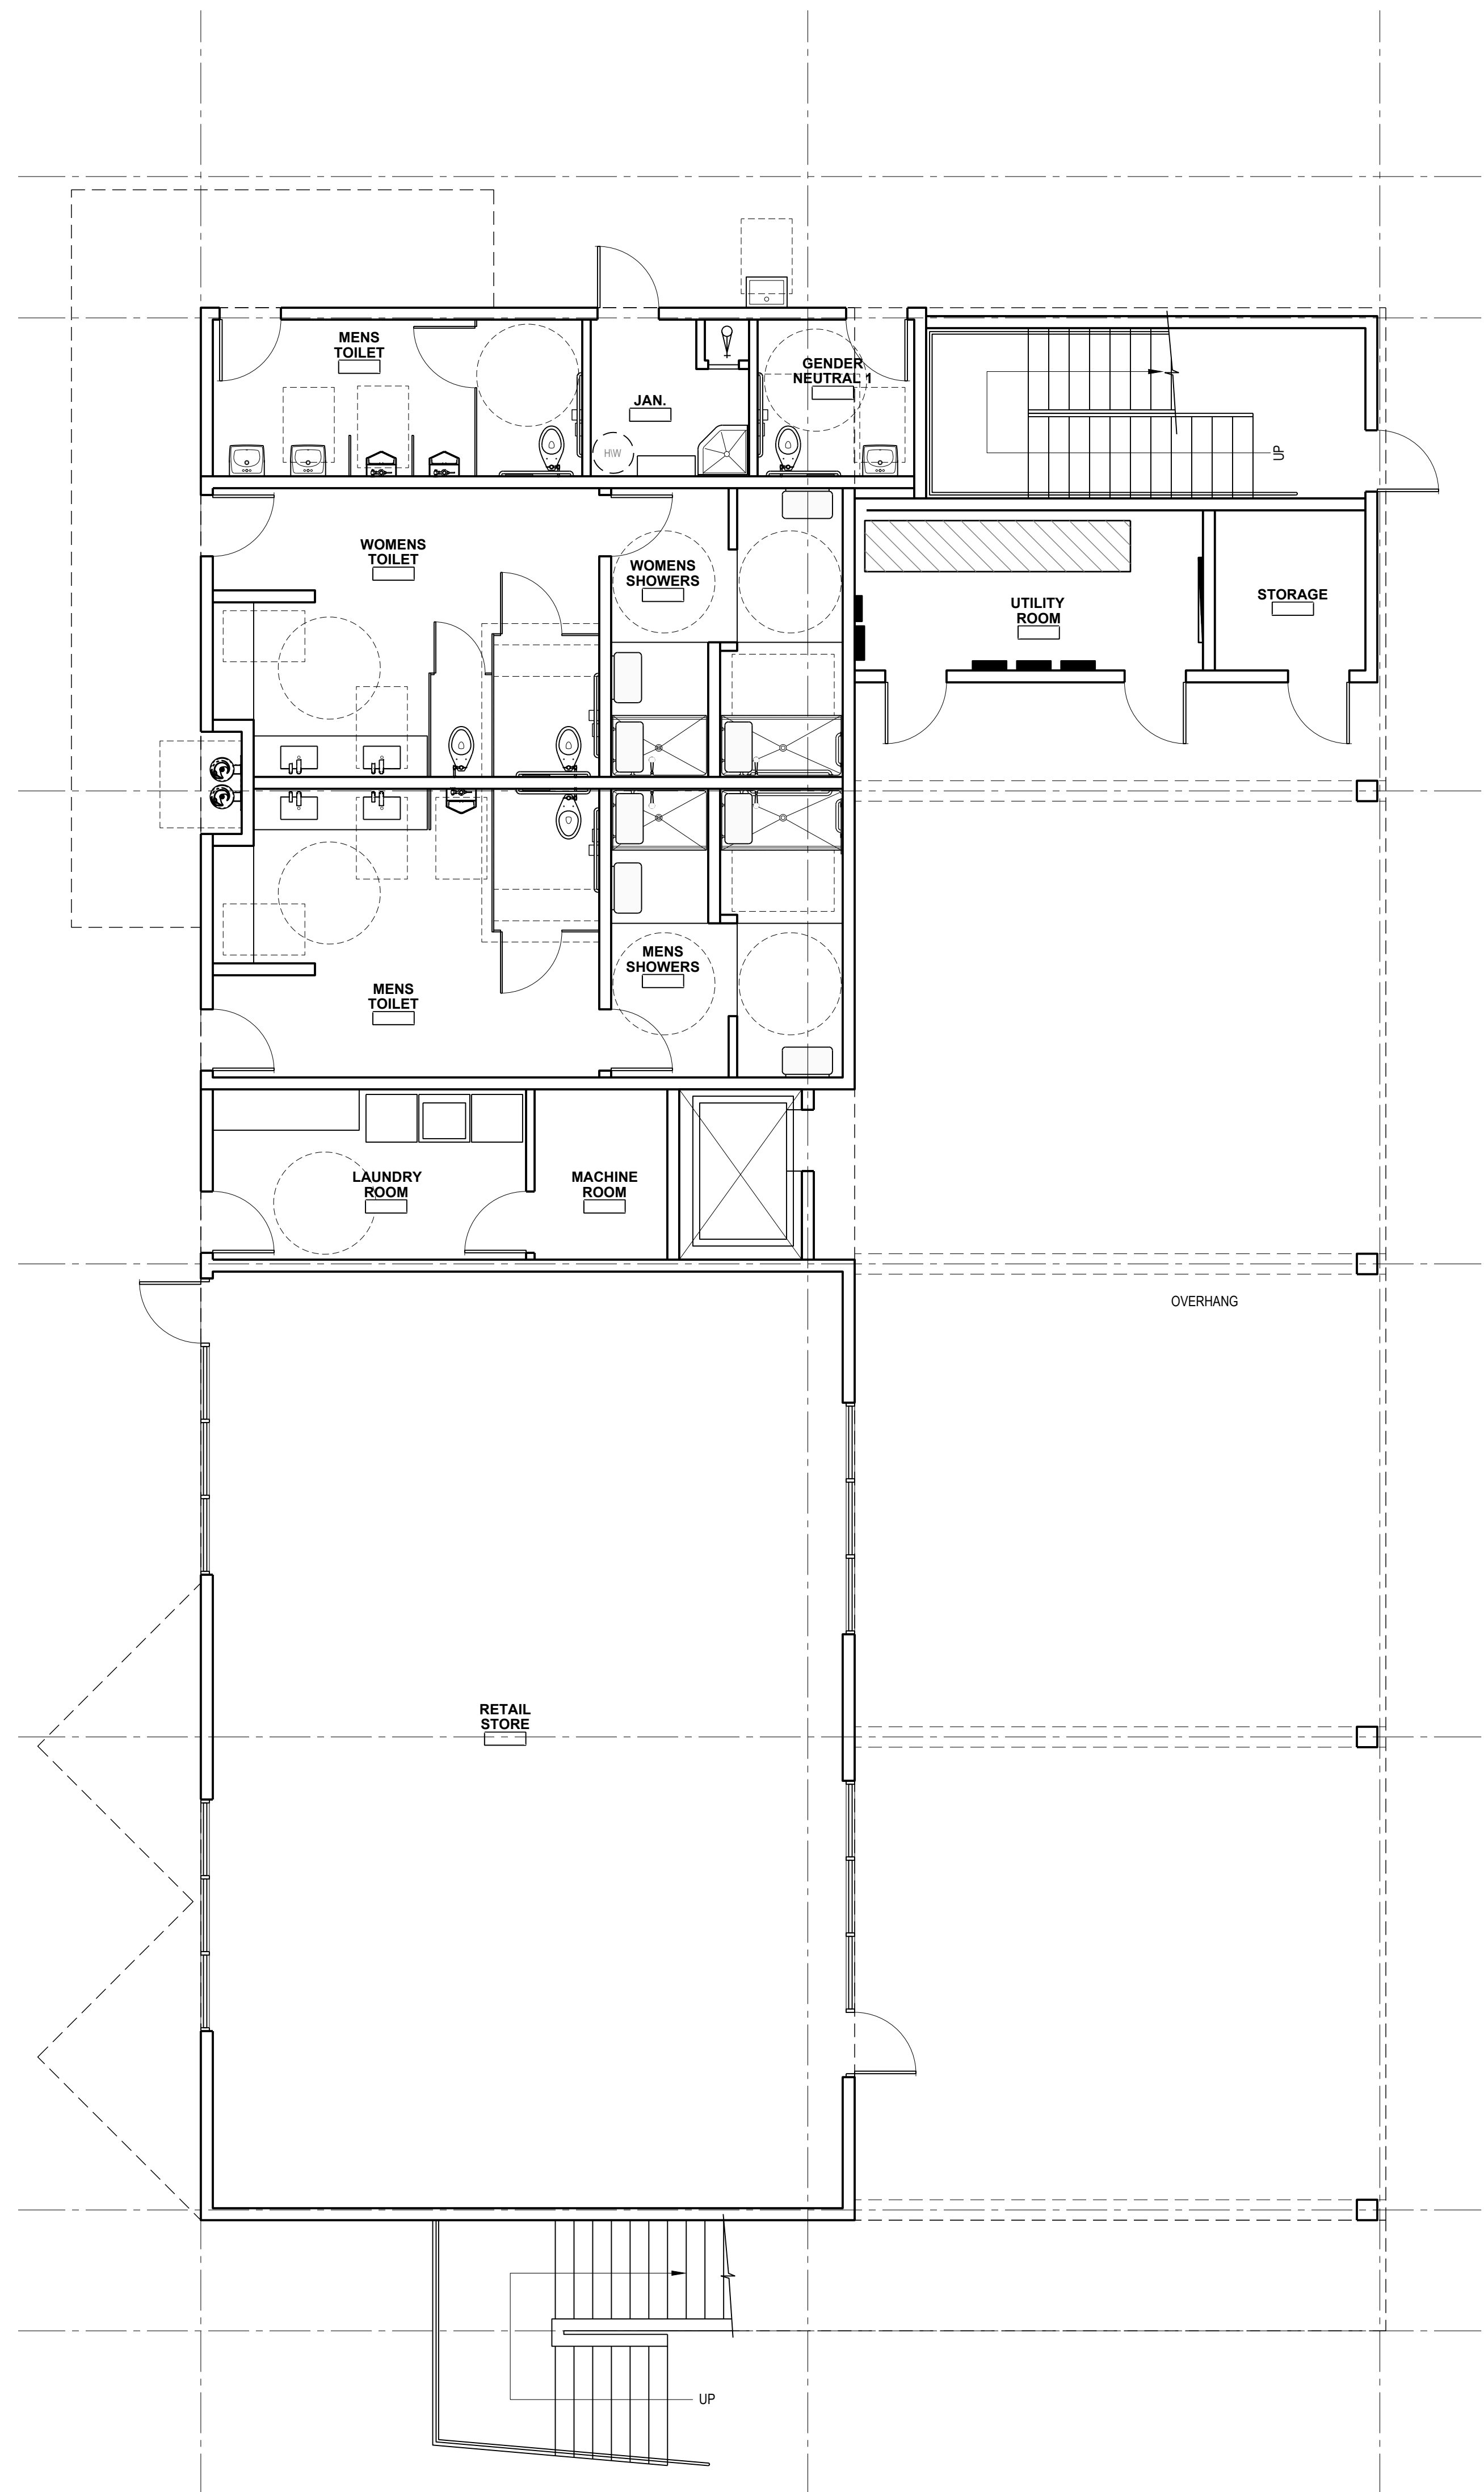 MENS
TOILET
GENDER
NEUTRAL 1
JAN.
H\W
UP
WOMENS
TOILET
WOMENS
SHOWERS
UTILITY
ROOM
STORAGE
MENS
SHOWERS
MENS
TOILET
LAUNDRY
ROOM
MACHINE
ROOM
OVERHANG
RETAIL
STORE
UP